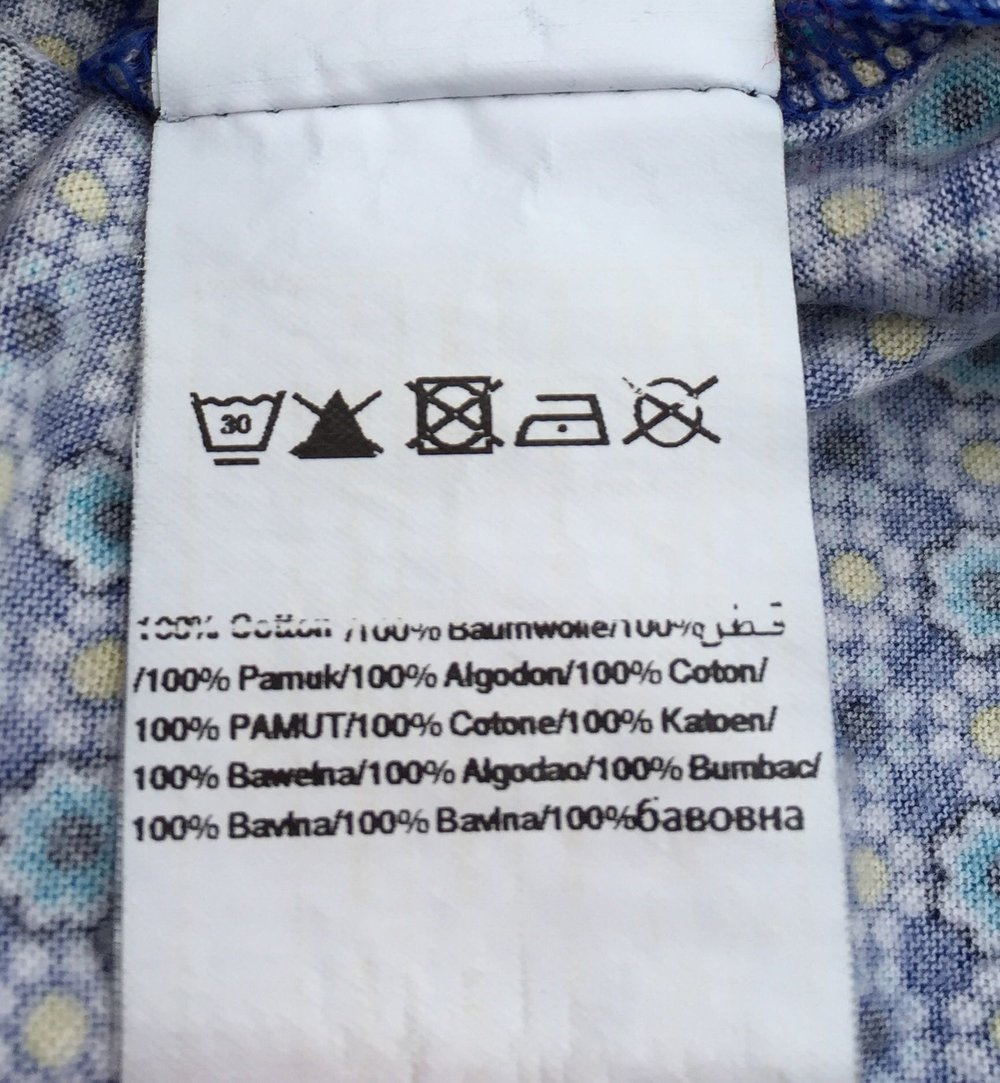 30
100% Cotton /100% Baumwolle/100% قطن
/100% Pamuk/100% Algodon/100% Coton/
100% PAMUT/100% Cotone/100% Katoen/
100% Bawelna/100% Algodao/100% Bumbac/
100% Bavlna/100% Bavlna/100%бавовна